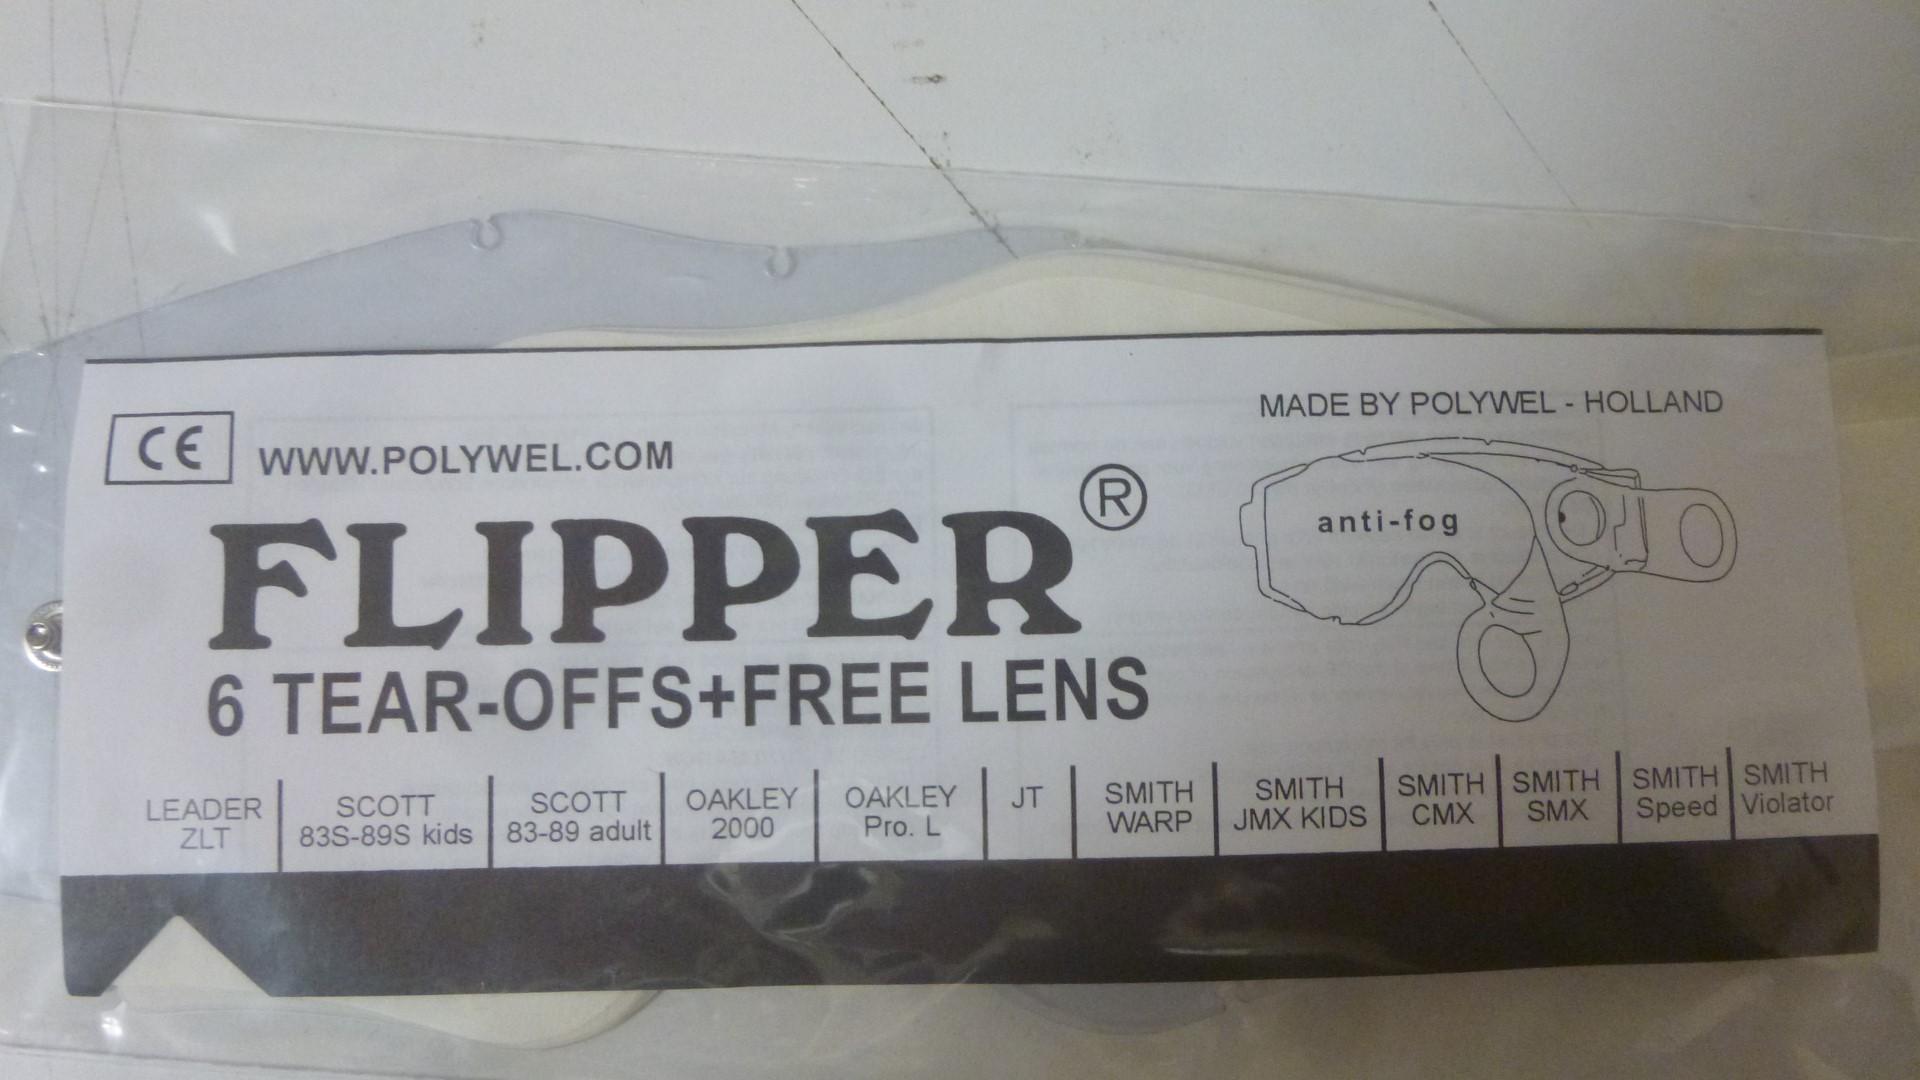 MADE BY POLYWEL - HOLLAND
CE
WWW.POLYWEL.COM
FLIPPER®
anti-fog
6 TEAR-OFFS+FREE LENS
LEADER
ZLT
SCOTT
83S-89S kids
SCOTT
83-89 adult
OAKLEY
2000
OAKLEY
Pro. L
JT
SMITH
WARP
SMITH
JMX KIDS
SMITH
CMX
SMITH
SMX
SMITH
Speed
SMITH
Violator